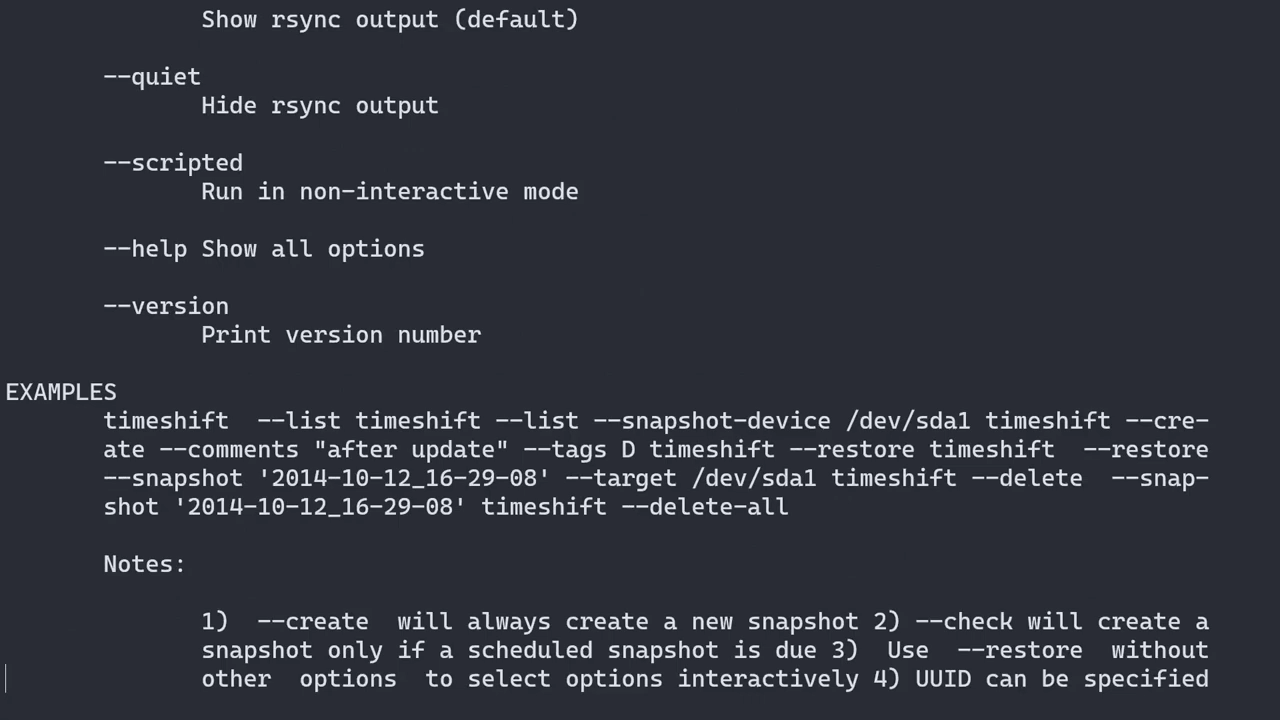 Show rsync output (default)
--quiet
Hide rsync output
--scripted
Run in non-interactive mode
--help Show all options
--version
Print version number
EXAMPLES
timeshift  --list timeshift --list --snapshot-device /dev/sda1 timeshift --cre-
ate --comments "after update" --tags D timeshift --restore timeshift  --restore
--snapshot '2014-10-12_16-29-08' --target /dev/sda1 timeshift --delete  --snap-
shot '2014-10-12_16-29-08' timeshift --delete-all
Notes:
1)  --create  will always create a new snapshot 2) --check will create a
snapshot only if a scheduled snapshot is due 3)  Use  --restore  without
other  options  to select options interactively 4) UUID can be specified